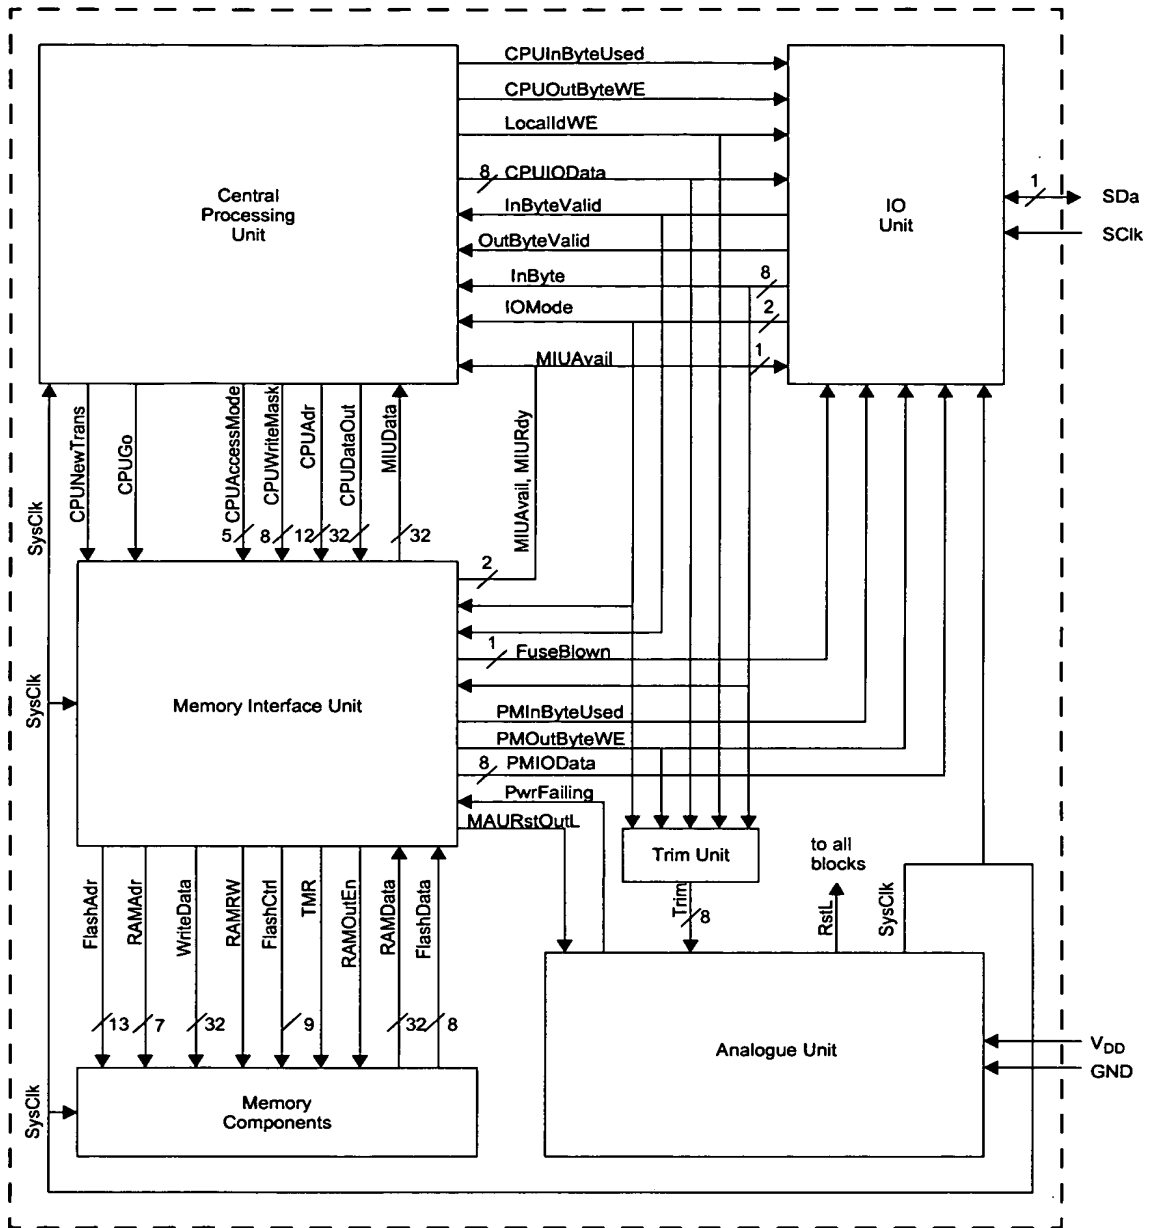 CPUInByteUsed
CPUOutByteWE
LocalIdWE
8 CPUIOData
InByteValid
OutByteValid
InByte 8
IOMode 2
MIUAvail 1
Central
Processing
Unit
IO
Unit
1
SDa
SClk
CPUNewTrans
CPUGo
CPUAccessMode
CPUWriteMask
CPUAdr
CPUDataOut
MIUData
5 8 12 32 32
MIUAvail, MIURdy
SysClk
2
1
FuseBlown
SysClk
Memory Interface Unit
PMInByteUsed
PMOutByteWE
8 PMIOData
PwrFailing
MAURstOutL
Trim Unit
to all
blocks
FlashAdr
RAMAdr
WriteData
RAMRW
FlashCtrl
TMR
RAMOutEn
RAMData
FlashData
Trim
8
RstL
SysClk
13 7 32 9 32 8
Analogue Unit
VDD
GND
SysClk
Memory
Components